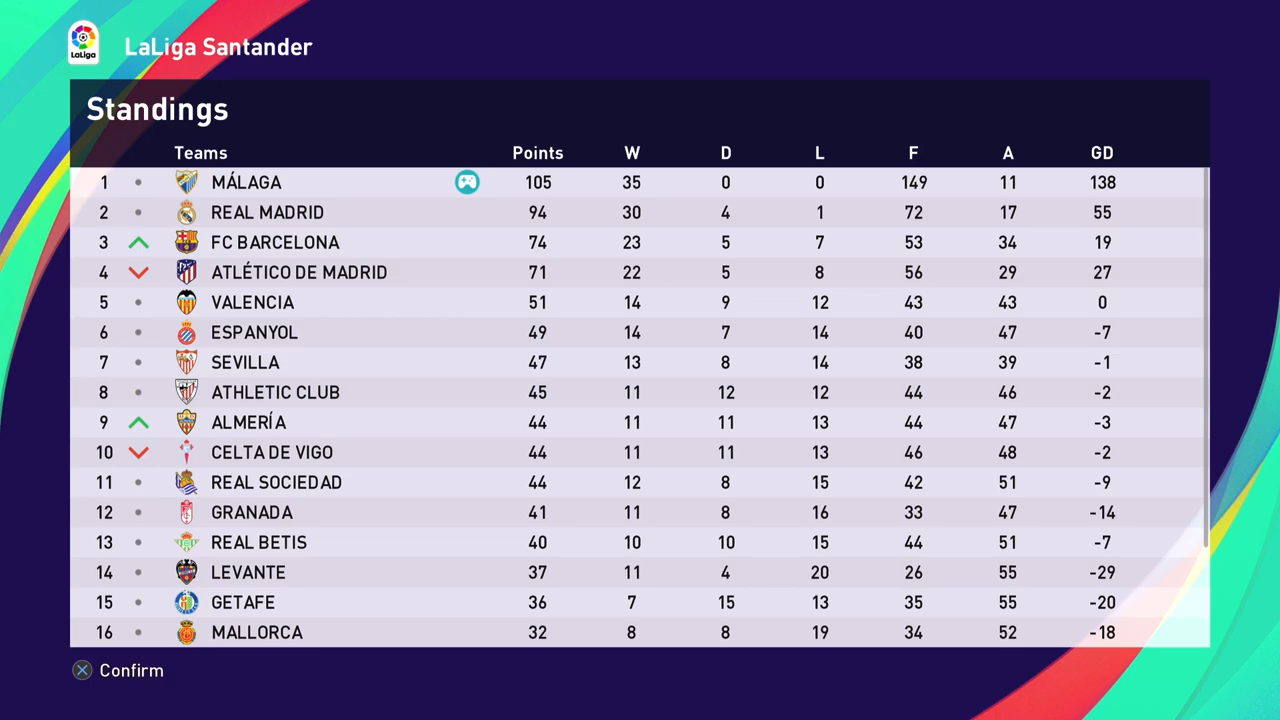 LaLiga LaLiga Santander
Standings
Teams Points W D L F A GD
1 MÁLAGA 105 35 0 0 149 11 138
2 REAL MADRID 94 30 4 1 72 17 55
3 FC BARCELONA 74 23 5 7 53 34 19
4 ATLÉTICO DE MADRID 71 22 5 8 56 29 27
5 VALENCIA 51 14 9 12 43 43 0
6 ESPANYOL 49 14 7 14 40 47 -7
7 SEVILLA 47 13 8 14 38 39 -1
8 ATHLETIC CLUB 45 11 12 12 44 46 -2
9 ALMERÍA 44 11 11 13 44 47 -3
10 CELTA DE VIGO 44 11 11 13 46 48 -2
11 REAL SOCIEDAD 44 12 8 15 42 51 -9
12 GRANADA 41 11 8 16 33 47 -14
13 REAL BETIS 40 10 10 15 44 51 -7
14 LEVANTE 37 11 4 20 26 55 -29
15 GETAFE 36 7 15 13 35 55 -20
16 MALLORCA 32 8 8 19 34 52 -18
Confirm